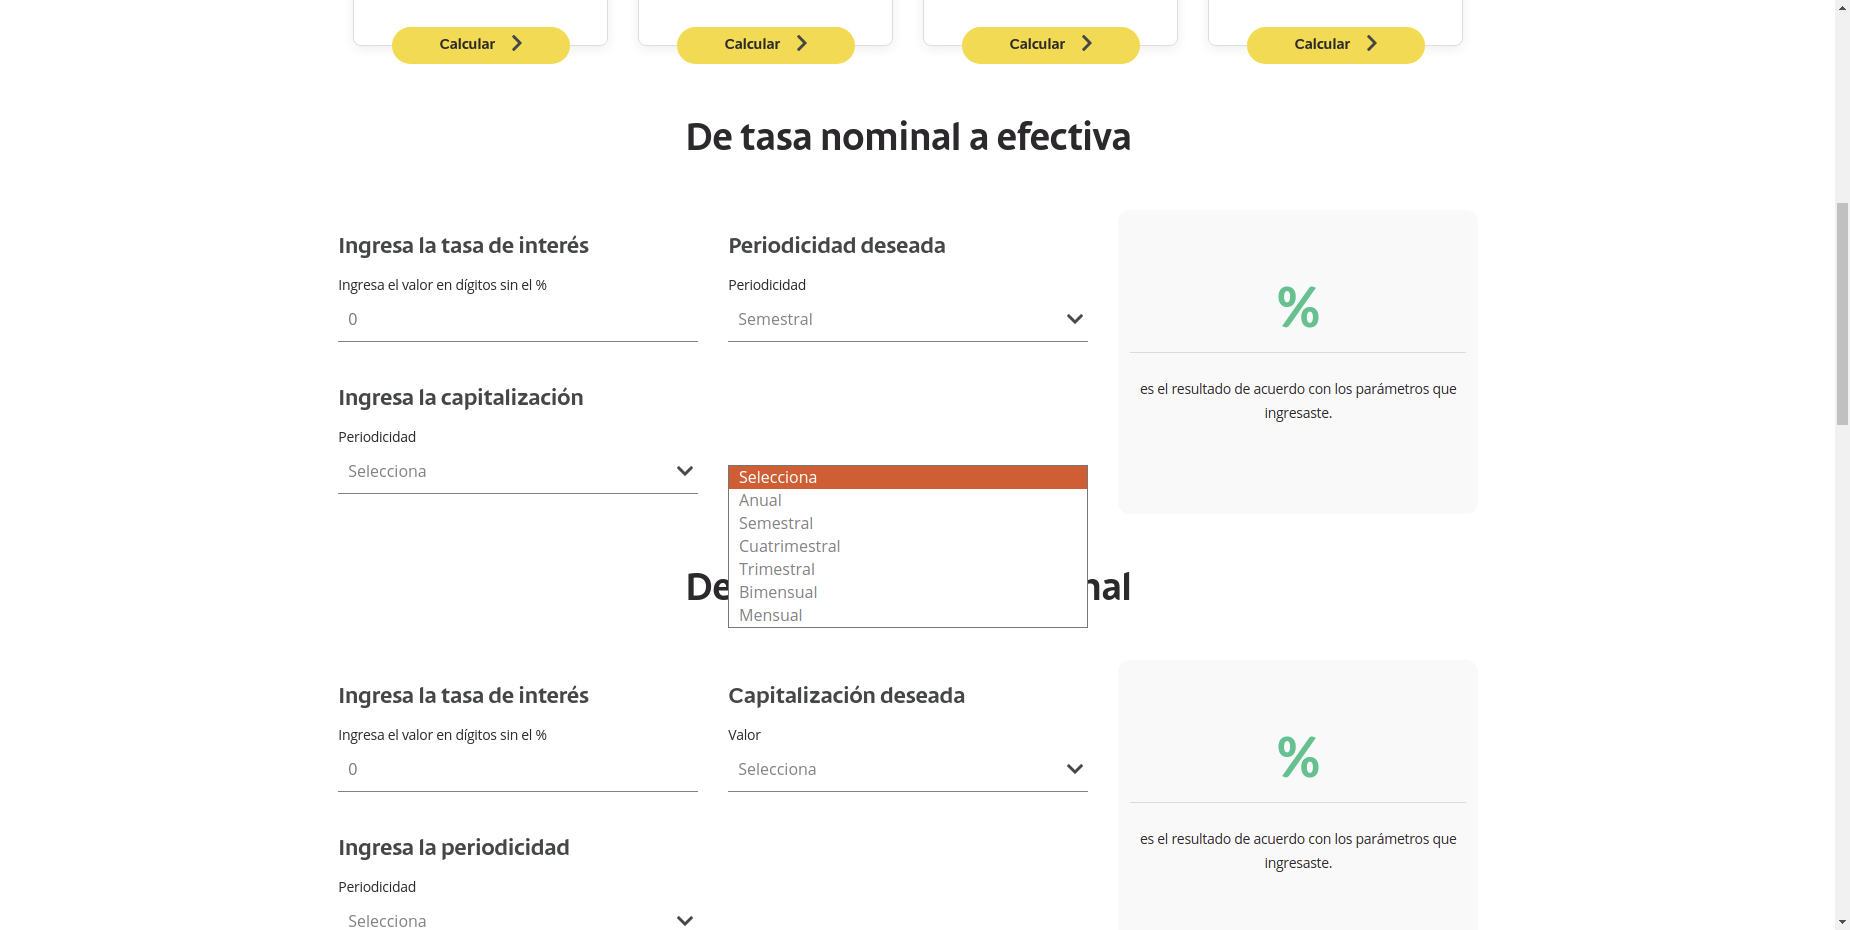 Calcular
Calcular
Calcular
Calcular
De tasa nominal a efectiva
Ingresa la tasa de interés
Ingresa el valor en dígitos sin el %
0
Periodicidad deseada
Periodicidad
Semestral
%
es el resultado de acuerdo con los parámetros que
ingresaste.
Ingresa la capitalización
Periodicidad
Selecciona
Selecciona
Anual
Semestral
Cuatrimestral
Trimestral
Bimensual
Mensual
De
nal
Ingresa la tasa de interés
Ingresa el valor en dígitos sin el %
0
Capitalización deseada
Valor
Selecciona
%
es el resultado de acuerdo con los parámetros que
ingresaste.
Ingresa la periodicidad
Periodicidad
Selecciona